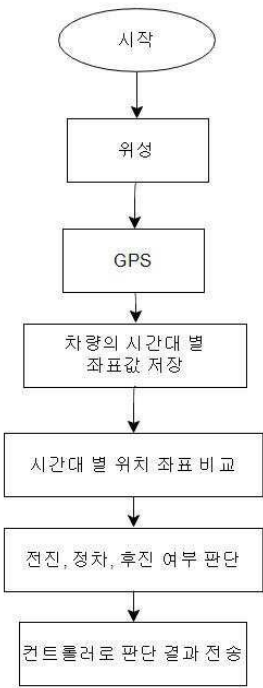 시작
위성
GPS
차량의 시간대 별
좌표값 저장
시간대 별 위치 좌표 비교
전진, 정차, 후진 여부 판단
컨트롤러로 판단 결과 전송